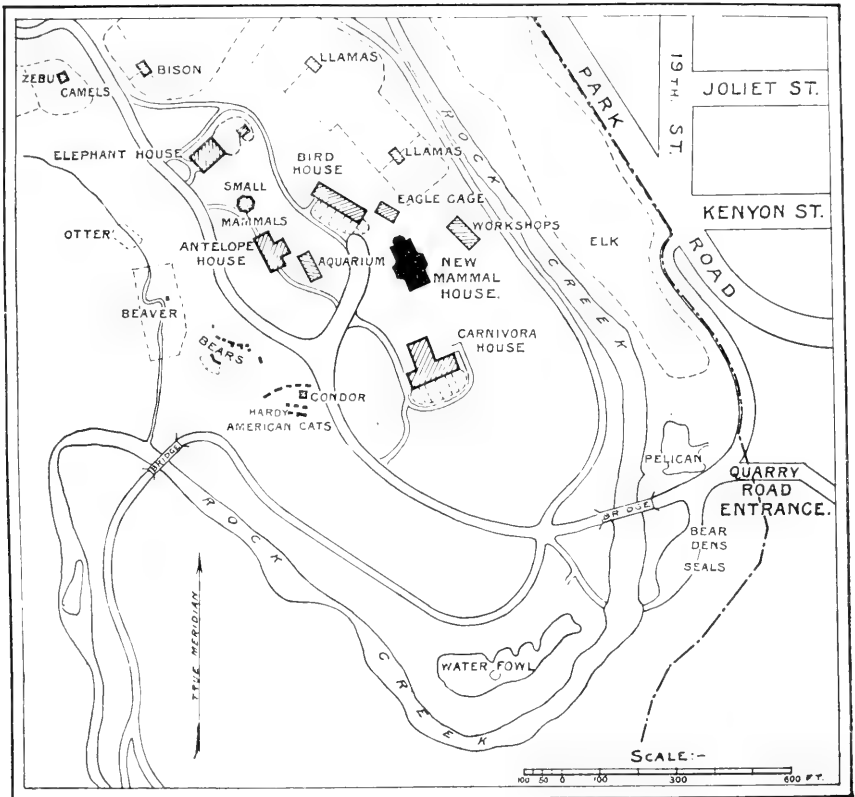 ZEBU
CAMELS
BISON
LLAMAS
PARK
ROAD
19TH ST.
JOLIET ST.
ROCK
CREEK
ELEPHANT HOUSE
BIRD
HOUSE
LLAMAS
SMALL
MAMMALS
EAGLE CAGE
KENYON ST.
WORKSHOPS
OTTER
ANTELOPE
HOUSE
AQUARIUM
NEW
MAMMAL
HOUSE.
ELK
BEAVER
BEARS
CARNIVORA
HOUSE
CONDOR
HARDY
AMERICAN CATS
BRIDGE
PELICAN
QUARRY
ROAD
ENTRANCE.
ROCK
CREEK
BRIDGE
BEAR
DENS
SEALS
TRUE MERIDIAN
WATER FOWL
SCALE:-
100 50 0 100 300 600 FT.